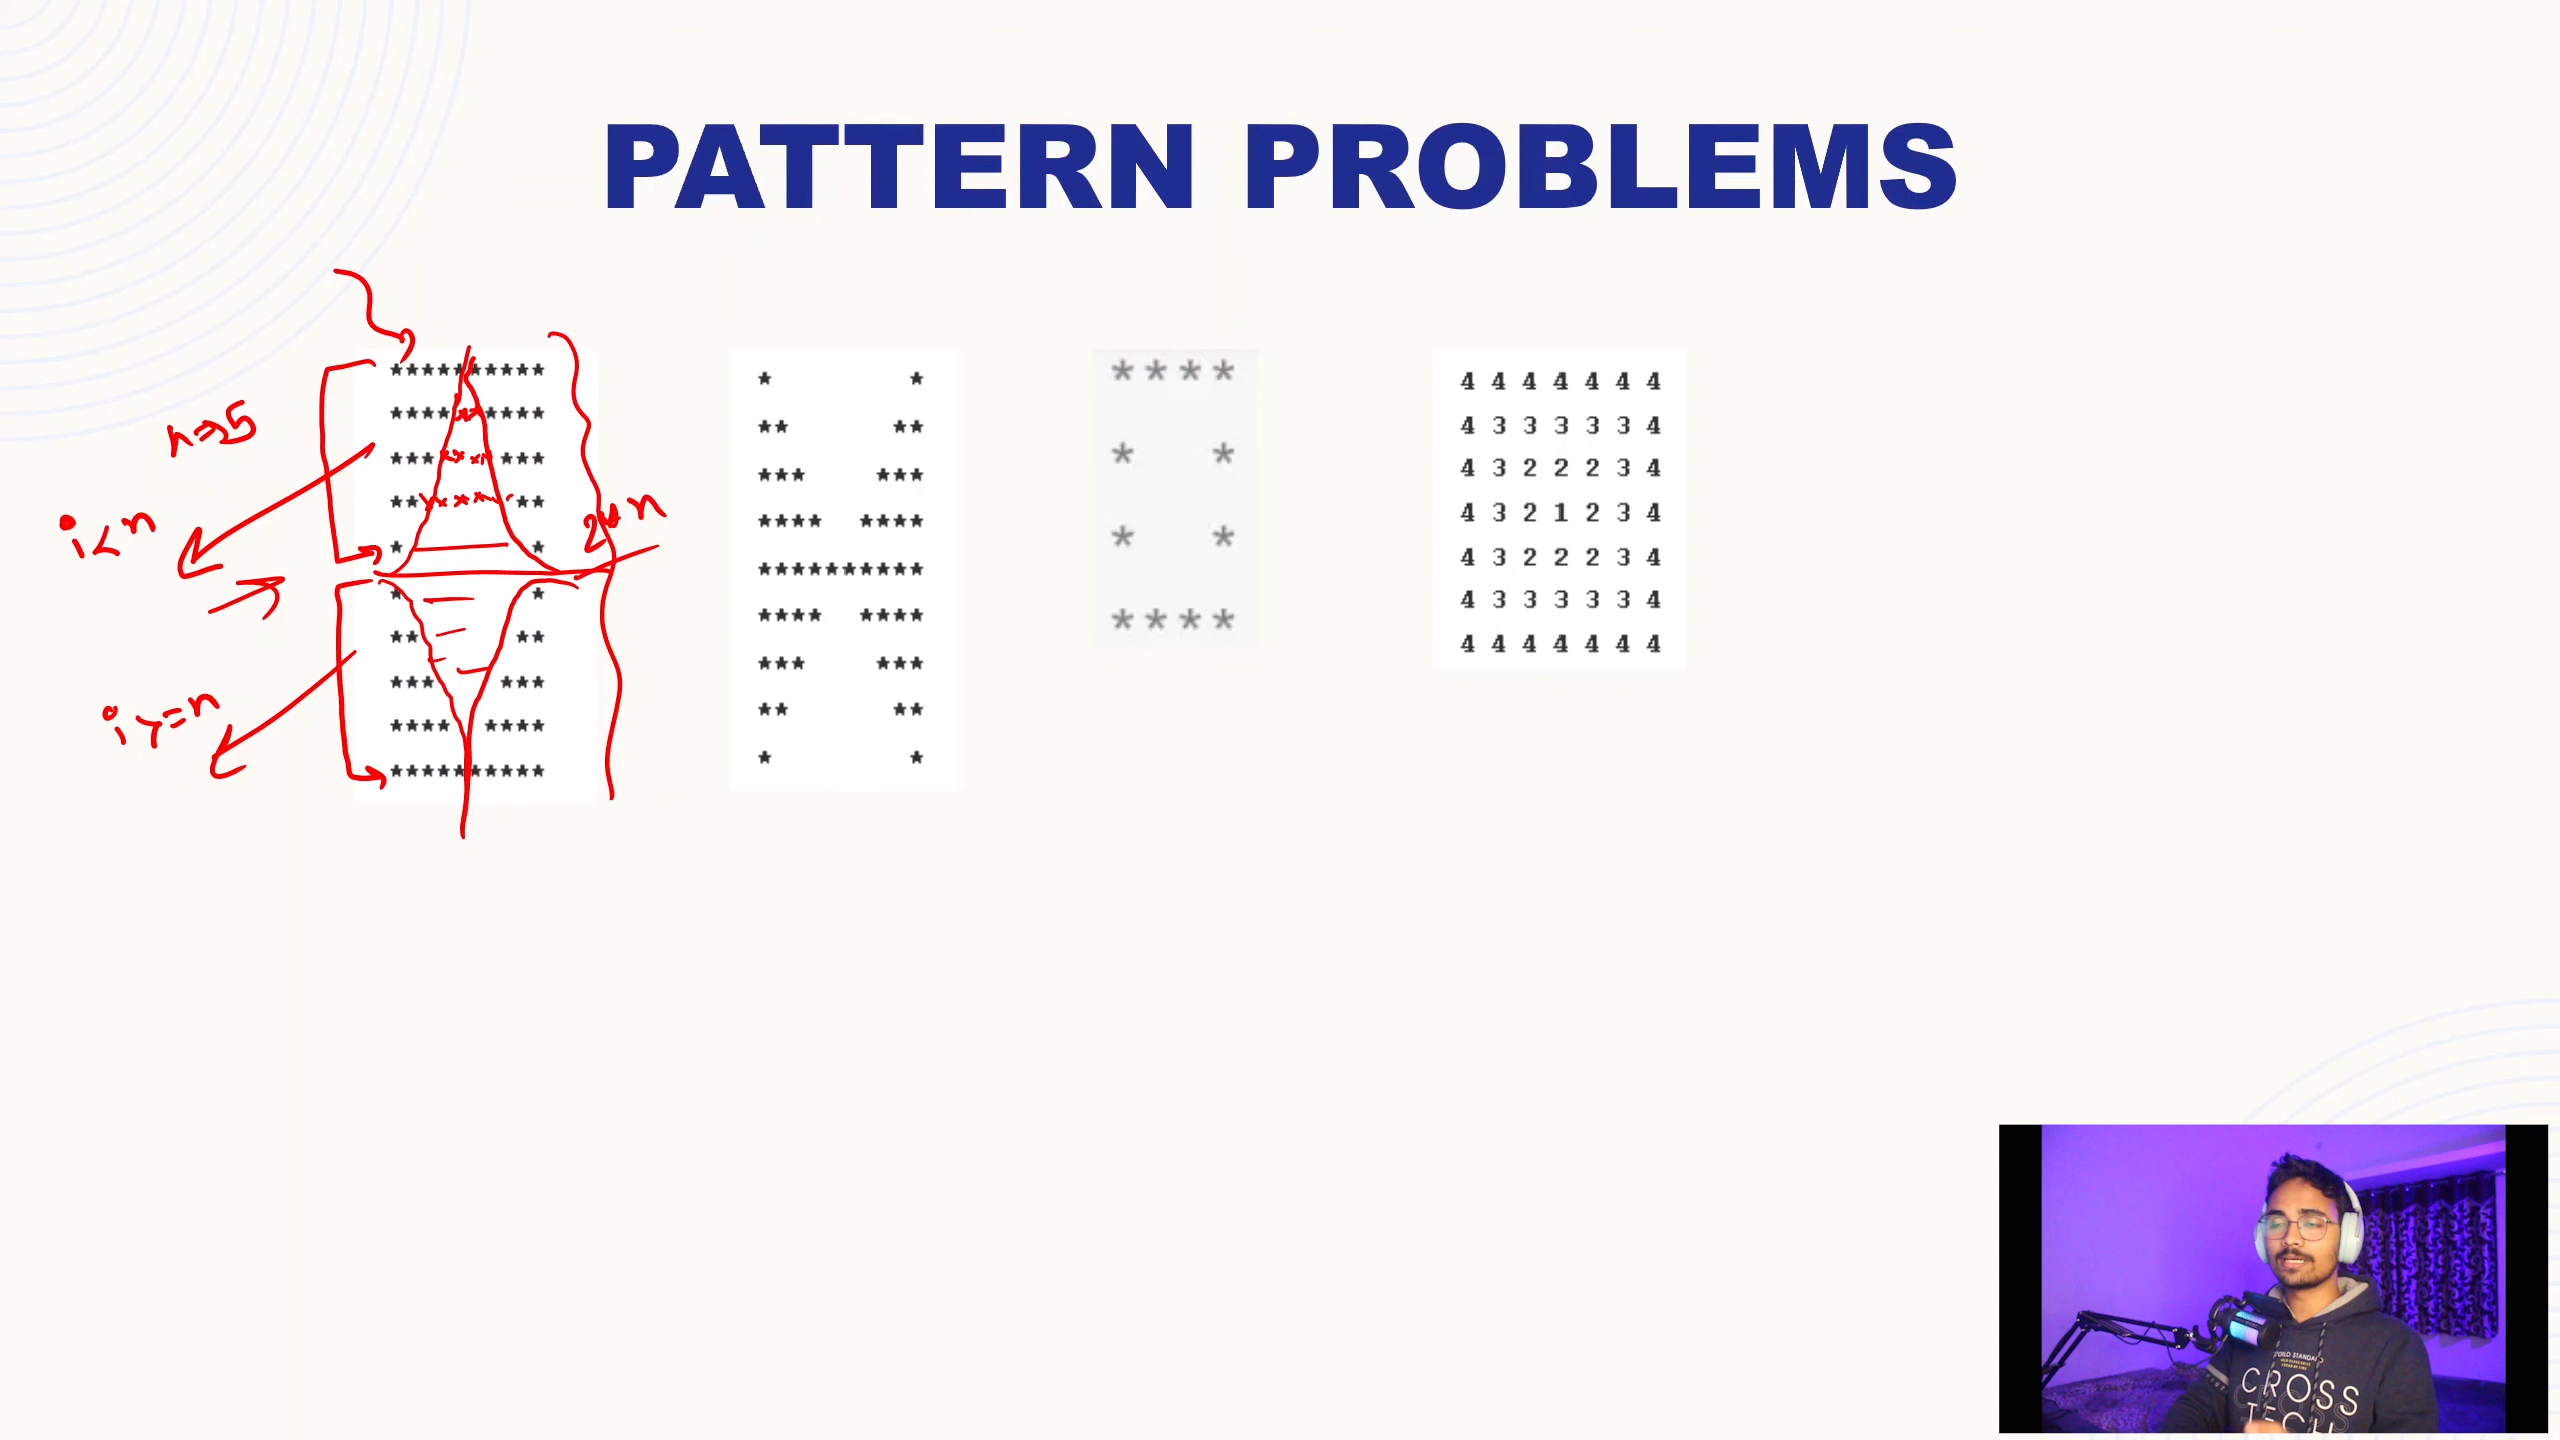 PATTERN PROBLEMS
n⇒5
i<n
i>=n
2*n
**********
**** ****
*** ***
** **
* *
* *
** **
*** ***
**** ****
**********
* *
** **
*** ***
**** ****
**********
**** ****
*** ***
** **
* *
* * * *
* *
* *
* * * *
4 4 4 4 4 4 4
4 3 3 3 3 3 4
4 3 2 2 2 3 4
4 3 2 1 2 3 4
4 3 2 2 2 3 4
4 3 3 3 3 3 4
4 4 4 4 4 4 4
CROSS
TECH